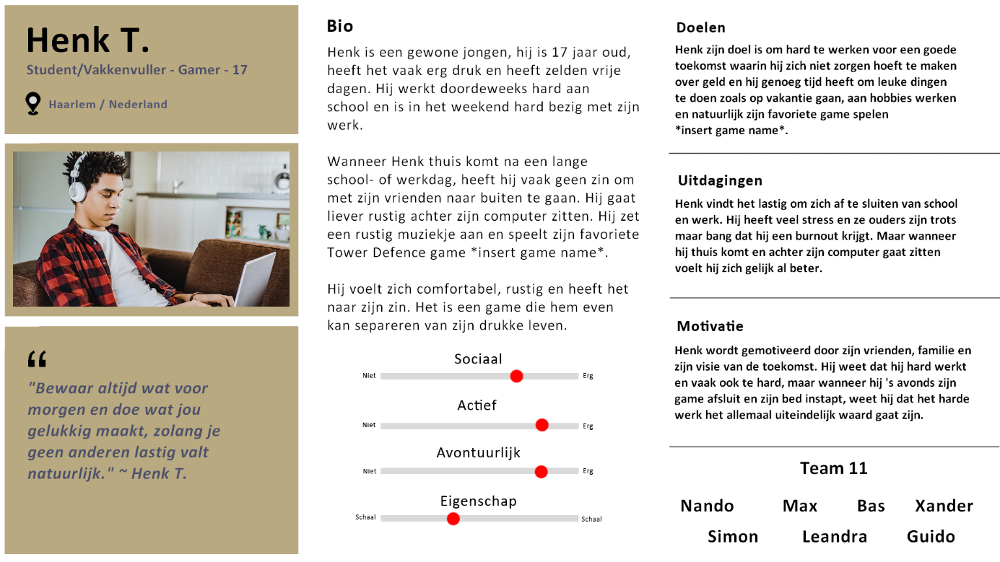 Henk T.
Student/Vakkenvuller - Gamer - 17
Haarlem / Nederland
“
"Bewaar altijd wat voor
morgen en doe wat jou
gelukkig maakt, zolang je
geen anderen lastig valt
natuurlijk." ~ Henk T.
Bio
Henk is een gewone jongen, hij is 17 jaar oud,
heeft het vaak erg druk en heeft zelden vrije
dagen. Hij werkt doordeweeks hard aan
school en is in het weekend hard bezig met zijn
werk.
Wanneer Henk thuis komt na een lange
school- of werkdag, heeft hij vaak geen zin om
met zijn vrienden naar buiten te gaan. Hij gaat
liever rustig achter zijn computer zitten. Hij zet
een rustig muziekje aan en speelt zijn favoriete
Tower Defence game *insert game name*.
Hij voelt zich comfortabel, rustig en heeft het
naar zijn zin. Het is een game die hem even
kan separeren van zijn drukke leven.
Sociaal
Niet Erg
Actief
Niet Erg
Avontuurlijk
Niet Erg
Eigenschap
Schaal Schaal
Doelen
Henk zijn doel is om hard te werken voor een goede
toekomst waarin hij zich niet zorgen hoeft te maken
over geld en hij genoeg tijd heeft om leuke dingen
te doen zoals op vakantie gaan, aan hobbies werken
en natuurlijk zijn favoriete game spelen
*insert game name*.
Uitdagingen
Henk vindt het lastig om zich af te sluiten van school
en werk. Hij heeft veel stress en ze ouders zijn trots
maar bang dat hij een burnout krijgt. Maar wanneer
hij thuis komt en achter zijn computer gaat zitten
voelt hij zich gelijk al beter.
Motivatie
Henk wordt gemotiveerd door zijn vrienden, familie en
zijn visie van de toekomst. Hij weet dat hij hard werkt
en vaak ook te hard, maar wanneer hij 's avonds zijn
game afsluit en zijn bed instapt, weet hij dat het harde
werk het allemaal uiteindelijk waard gaat zijn.
Team 11
Nando Max Bas Xander
Simon Leandra Guido